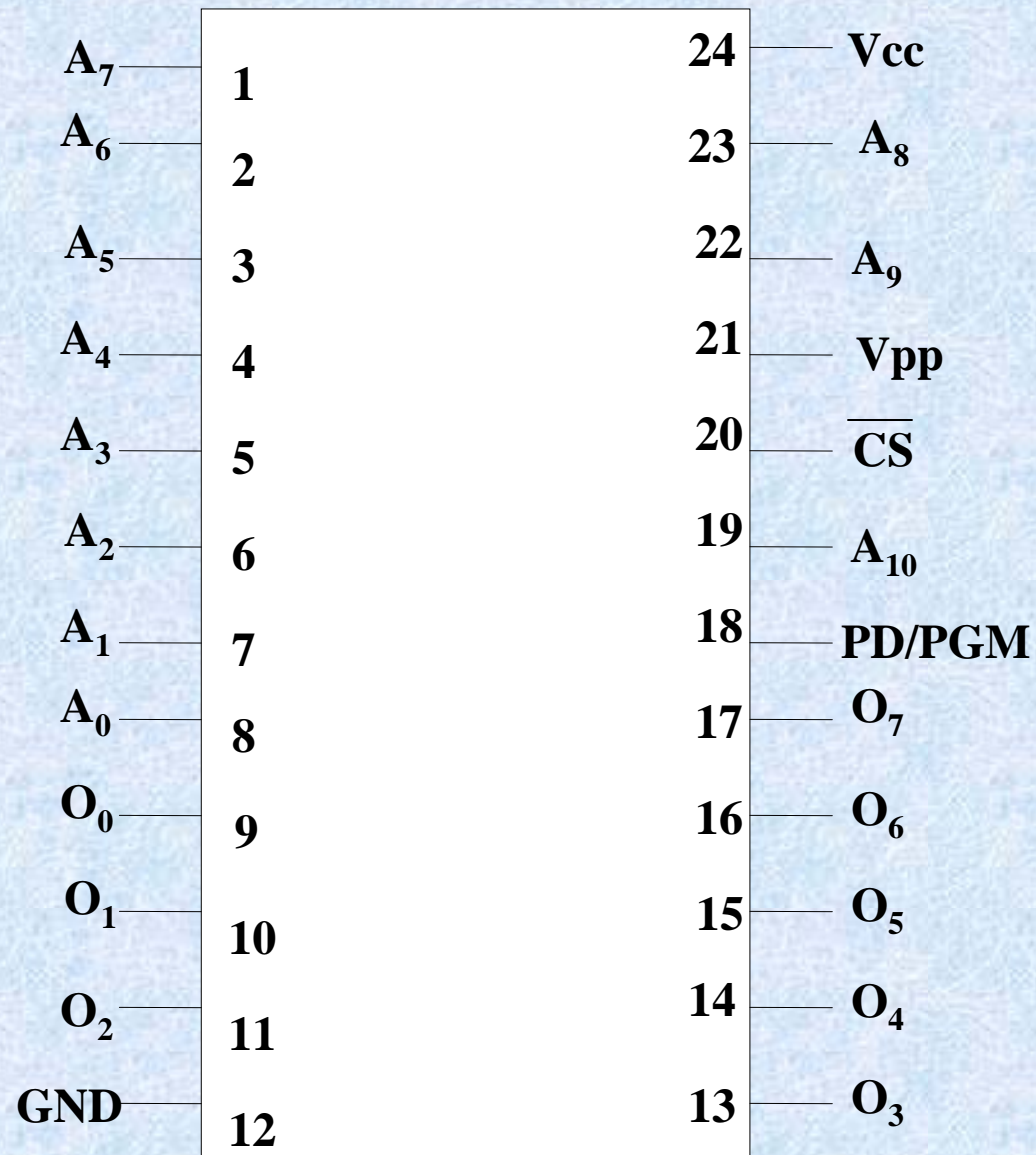 A₇ 1 24 Vcc
A₆ 2 23 A₈
A₅ 3 22 A₉
A₄ 4 21 Vpp
A₃ 5 20 C̅S̅
A₂ 6 19 A₁₀
A₁ 7 18 PD/PGM
A₀ 8 17 O₇
O₀ 9 16 O₆
O₁ 10 15 O₅
O₂ 11 14 O₄
GND 12 13 O₃